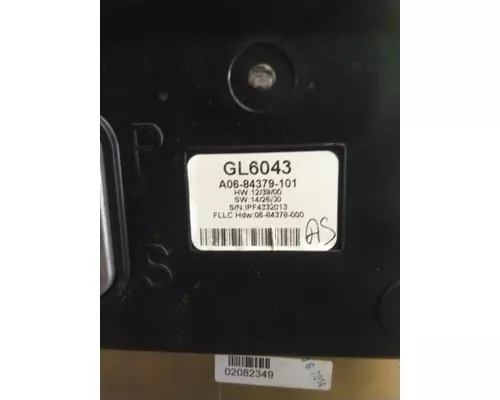 P
S
GL6043
A06-84379-101
HW:12/39/00
SW:14/26/00
S/N:IPF4332013
FLLC Hdw:06-84378-000
AS
02082349